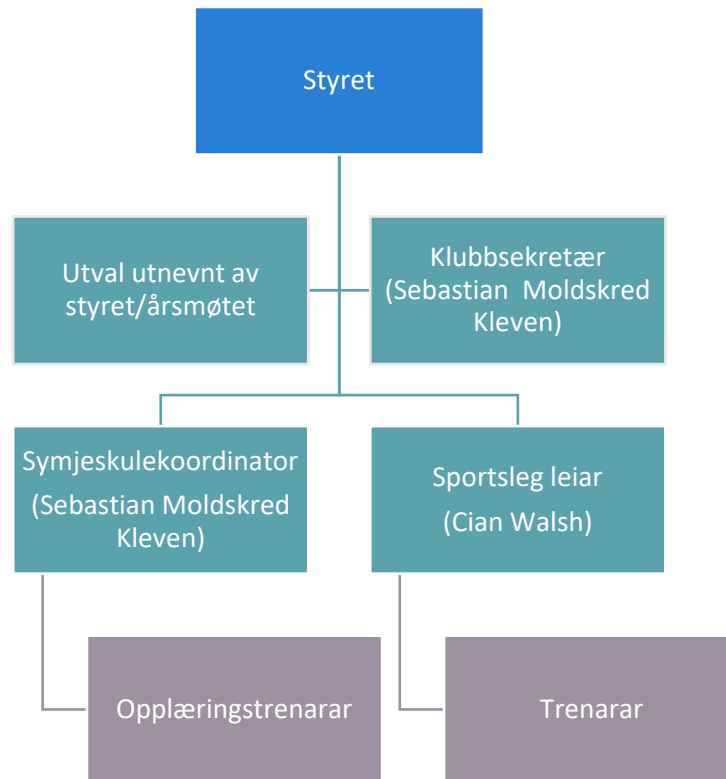 Styret
Utval utnevnt av
styret/årsmøtet
Klubbsekretær
(Sebastian Moldskred
Kleven)
Symjeskulekoordinator
(Sebastian Moldskred
Kleven)
Sportsleg leiar
(Cian Walsh)
Opplæringstrenarar
Trenarar